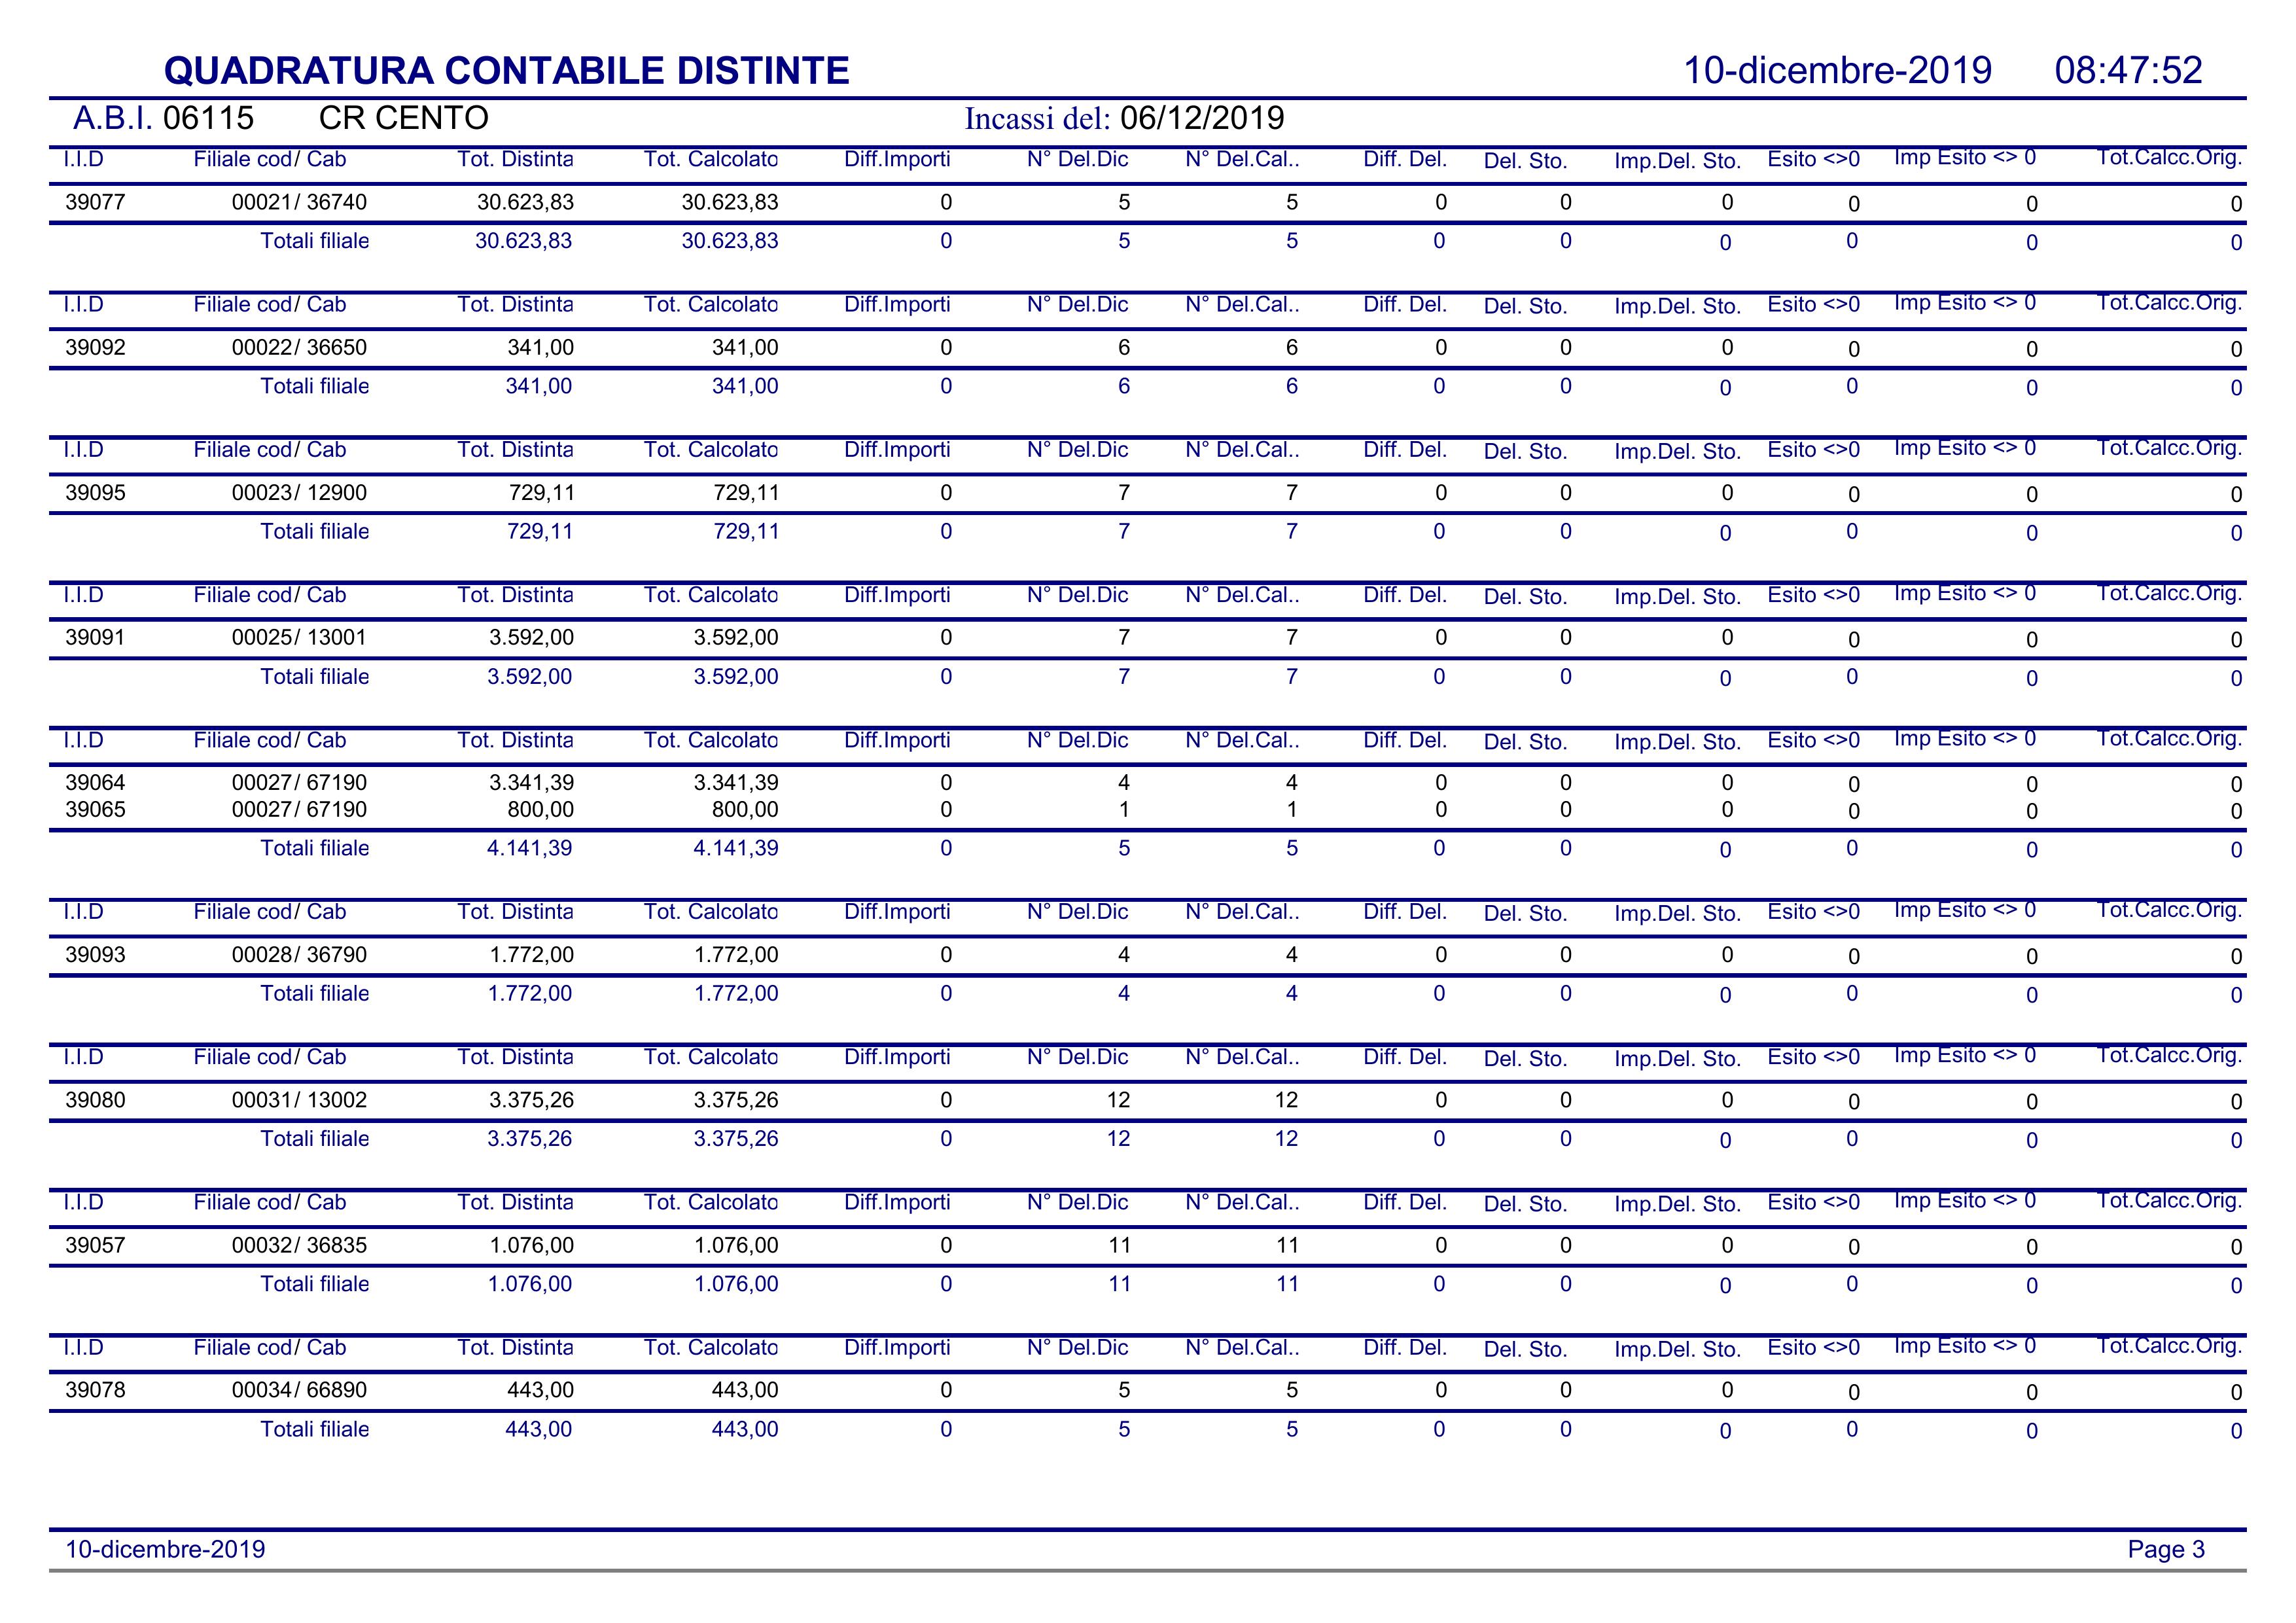 QUADRATURA CONTABILE DISTINTE 10-dicembre-2019 08:47:52
A.B.I. 06115 CR CENTO Incassi del: 06/12/2019
I.I.D Filiale cod/ Cab Tot. Distinta Tot. Calcolato Diff.Importi N° Del.Dic N° Del.Cal.. Diff. Del. Del. Sto. Imp.Del. Sto. Esito <>0 Imp Esito <> 0 Tot.Calcc.Orig.
39077 00021/ 36740 30.623,83 30.623,83 0 5 5 0 0 0 0 0 0
Totali filiale 30.623,83 30.623,83 0 5 5 0 0 0 0 0 0
I.I.D Filiale cod/ Cab Tot. Distinta Tot. Calcolato Diff.Importi N° Del.Dic N° Del.Cal.. Diff. Del. Del. Sto. Imp.Del. Sto. Esito <>0 Imp Esito <> 0 Tot.Calcc.Orig.
39092 00022/ 36650 341,00 341,00 0 6 6 0 0 0 0 0 0
Totali filiale 341,00 341,00 0 6 6 0 0 0 0 0 0
I.I.D Filiale cod/ Cab Tot. Distinta Tot. Calcolato Diff.Importi N° Del.Dic N° Del.Cal.. Diff. Del. Del. Sto. Imp.Del. Sto. Esito <>0 Imp Esito <> 0 Tot.Calcc.Orig.
39095 00023/ 12900 729,11 729,11 0 7 7 0 0 0 0 0 0
Totali filiale 729,11 729,11 0 7 7 0 0 0 0 0 0
I.I.D Filiale cod/ Cab Tot. Distinta Tot. Calcolato Diff.Importi N° Del.Dic N° Del.Cal.. Diff. Del. Del. Sto. Imp.Del. Sto. Esito <>0 Imp Esito <> 0 Tot.Calcc.Orig.
39091 00025/ 13001 3.592,00 3.592,00 0 7 7 0 0 0 0 0 0
Totali filiale 3.592,00 3.592,00 0 7 7 0 0 0 0 0 0
I.I.D Filiale cod/ Cab Tot. Distinta Tot. Calcolato Diff.Importi N° Del.Dic N° Del.Cal.. Diff. Del. Del. Sto. Imp.Del. Sto. Esito <>0 Imp Esito <> 0 Tot.Calcc.Orig.
39064 00027/ 67190 3.341,39 3.341,39 0 4 4 0 0 0 0 0 0
39065 00027/ 67190 800,00 800,00 0 1 1 0 0 0 0 0 0
Totali filiale 4.141,39 4.141,39 0 5 5 0 0 0 0 0 0
I.I.D Filiale cod/ Cab Tot. Distinta Tot. Calcolato Diff.Importi N° Del.Dic N° Del.Cal.. Diff. Del. Del. Sto. Imp.Del. Sto. Esito <>0 Imp Esito <> 0 Tot.Calcc.Orig.
39093 00028/ 36790 1.772,00 1.772,00 0 4 4 0 0 0 0 0 0
Totali filiale 1.772,00 1.772,00 0 4 4 0 0 0 0 0 0
I.I.D Filiale cod/ Cab Tot. Distinta Tot. Calcolato Diff.Importi N° Del.Dic N° Del.Cal.. Diff. Del. Del. Sto. Imp.Del. Sto. Esito <>0 Imp Esito <> 0 Tot.Calcc.Orig.
39080 00031/ 13002 3.375,26 3.375,26 0 12 12 0 0 0 0 0 0
Totali filiale 3.375,26 3.375,26 0 12 12 0 0 0 0 0 0
I.I.D Filiale cod/ Cab Tot. Distinta Tot. Calcolato Diff.Importi N° Del.Dic N° Del.Cal.. Diff. Del. Del. Sto. Imp.Del. Sto. Esito <>0 Imp Esito <> 0 Tot.Calcc.Orig.
39057 00032/ 36835 1.076,00 1.076,00 0 11 11 0 0 0 0 0 0
Totali filiale 1.076,00 1.076,00 0 11 11 0 0 0 0 0 0
I.I.D Filiale cod/ Cab Tot. Distinta Tot. Calcolato Diff.Importi N° Del.Dic N° Del.Cal.. Diff. Del. Del. Sto. Imp.Del. Sto. Esito <>0 Imp Esito <> 0 Tot.Calcc.Orig.
39078 00034/ 66890 443,00 443,00 0 5 5 0 0 0 0 0 0
Totali filiale 443,00 443,00 0 5 5 0 0 0 0 0 0
10-dicembre-2019 Page 3